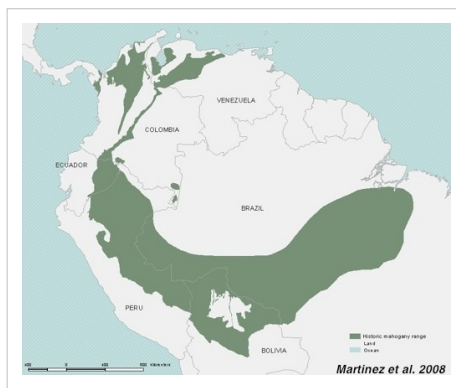 VENEZUELA
COLOMBIA
ECUADOR
BRAZIL
PERU
BOLIVIA
Historic mahogany range
Land
Ocean
Martinez et al. 2008